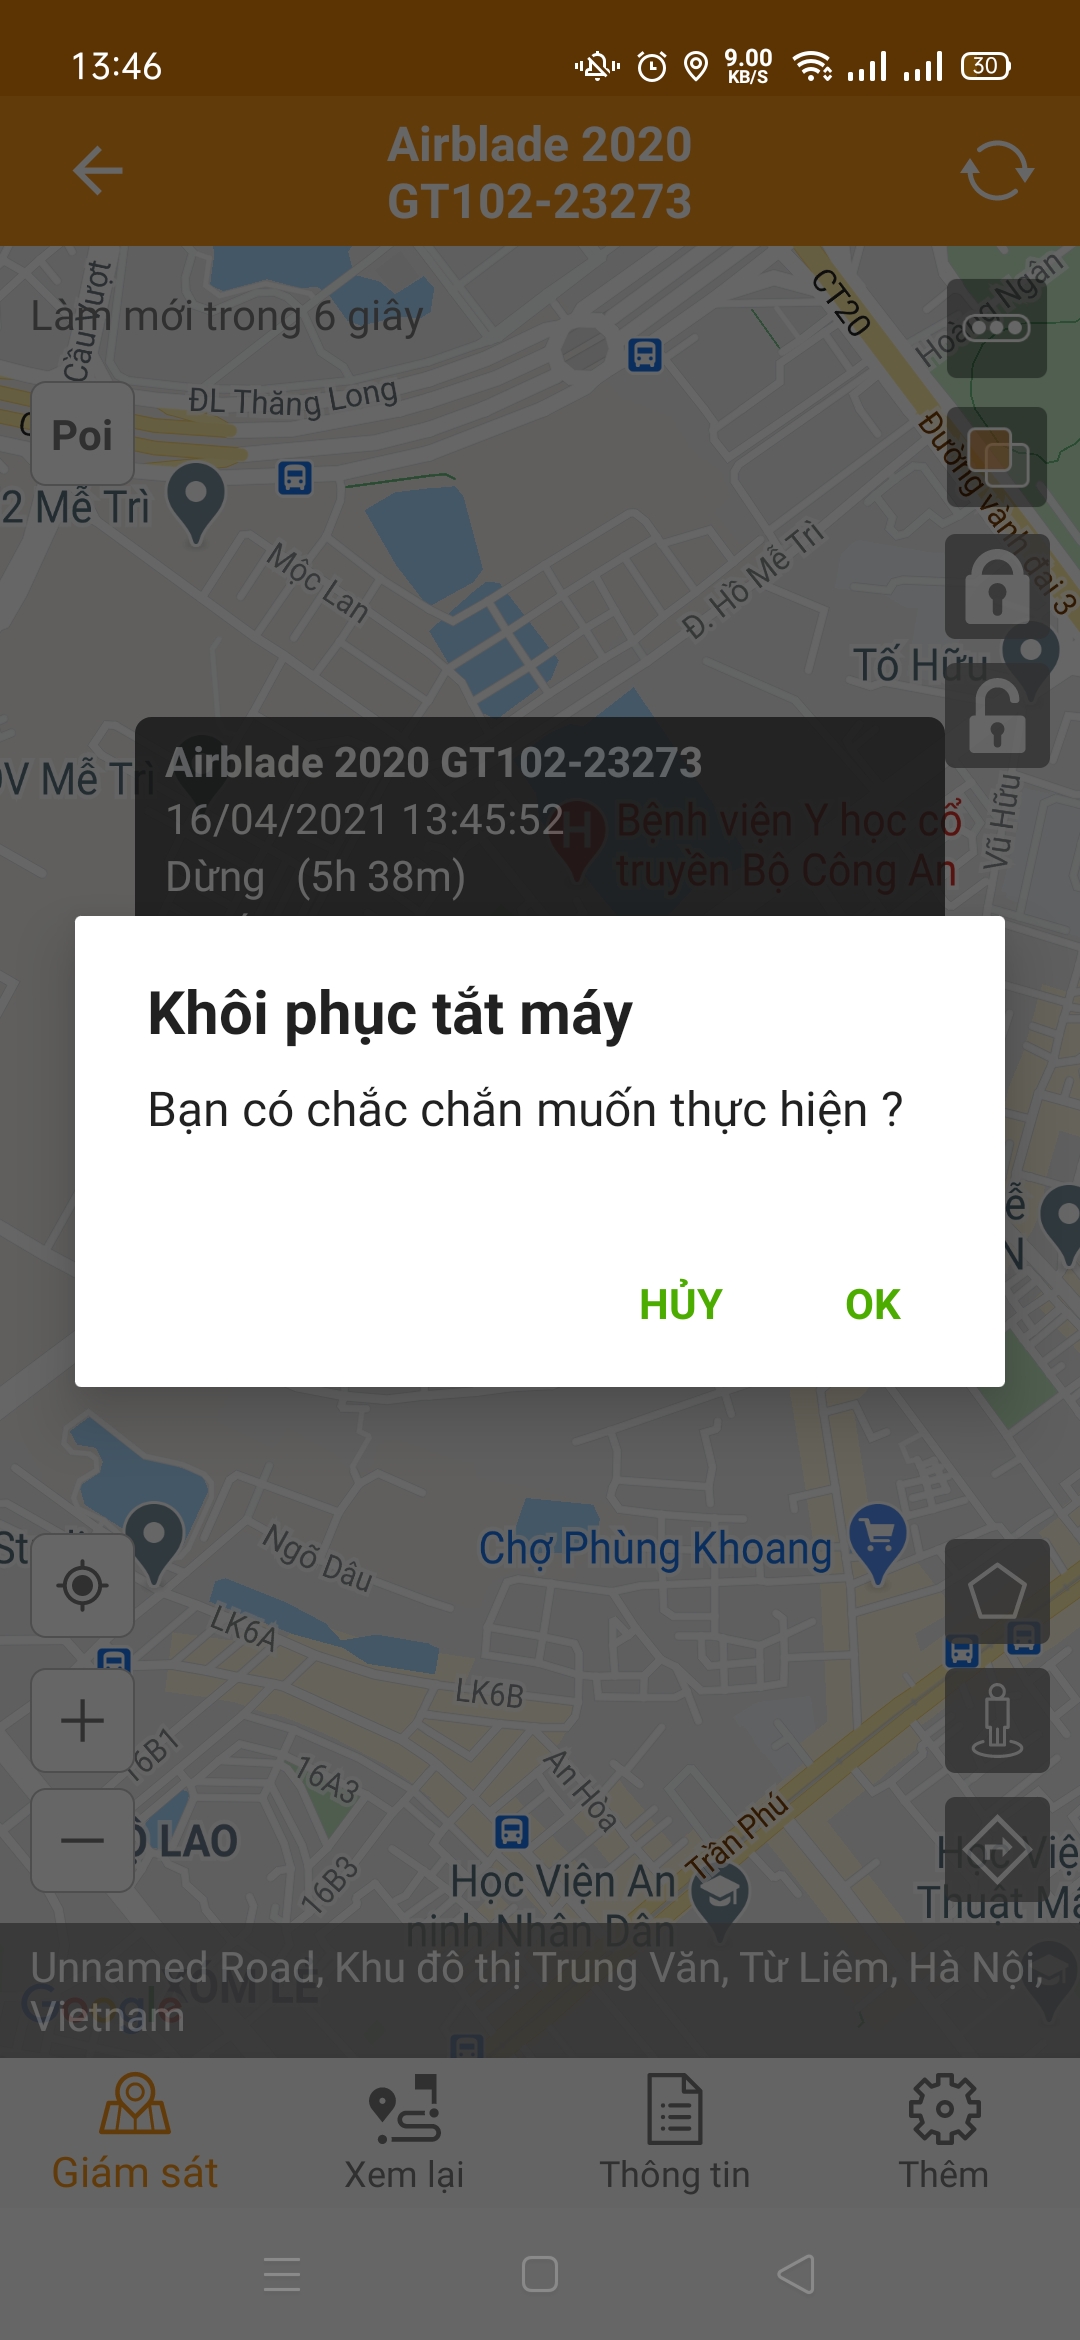 13:46
9.00
KB/S
30
Airblade 2020
GT102-23273
Làm mới trong 6 giây
Cầu Vượt
CT20
Hoàng Ngân
ĐL Thăng Long
Poi
2 Mễ Trì
Đường vành đai 3
Mộc Lan
Đ. Hồ Mễ Trì
Tố Hữu
Airblade 2020 GT102-23273
V Mễ Trì
16/04/2021 13:45:52
Bệnh viện Y học cổ
truyền Bộ Công An
Vũ Hữu
Dừng (5h 38m)
Khôi phục tắt máy
Bạn có chắc chắn muốn thực hiện ?
HỦY
OK
ễ
N
St
Ngõ Dâu
Chợ Phùng Khoang
LK6A
LK6B
16B1
16A3
An Hòa
LAO
16B3
Trần Phú
Học Viện An
ninh Nhân Dân
Học Việ
Thuật Mậ
Unnamed Road, Khu đô thị Trung Văn, Từ Liêm, Hà Nội,
Vietnam
Google
Giám sát
Xem lại
Thông tin
Thêm